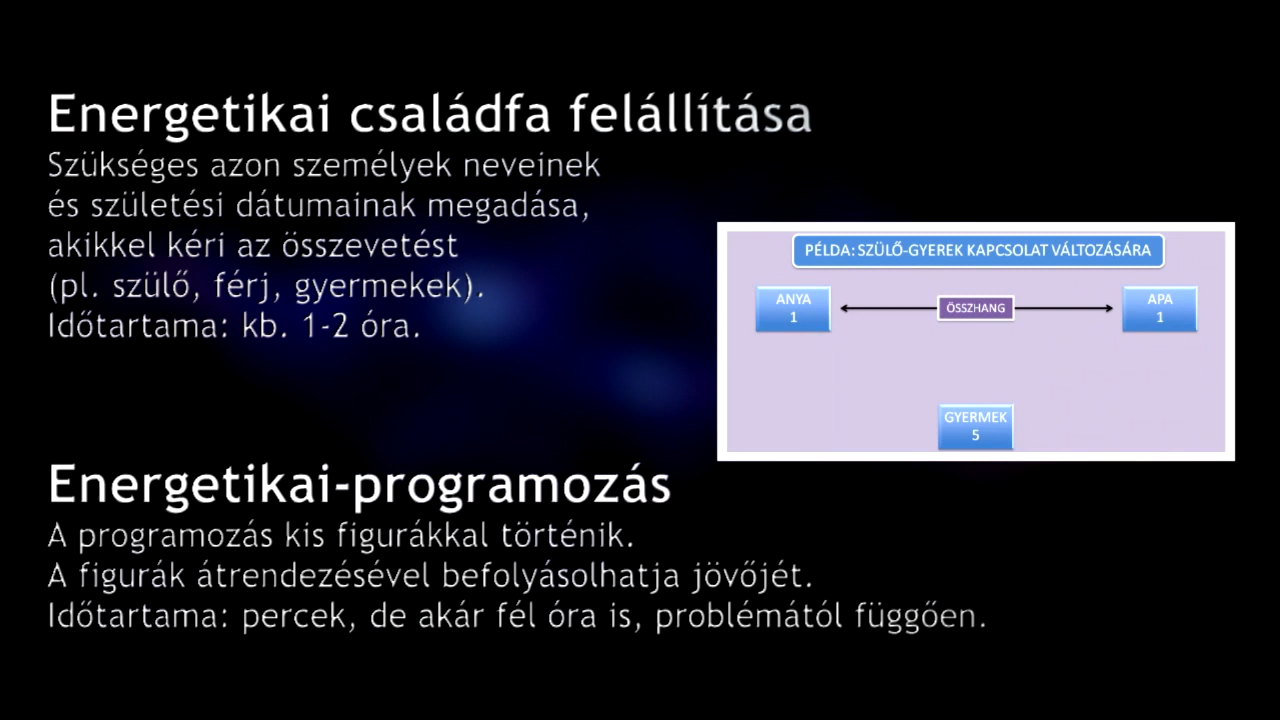 Energetikai családfa felállítása
Szükséges azon személyek neveinek
és születési dátumainak megadása,
akikkel kéri az összevetést
(pl. szülő, férj, gyermekek).
Időtartama: kb. 1-2 óra.
PÉLDA: SZÜLŐ-GYEREK KAPCSOLAT VÁLTOZÁSÁRA
ANYA
1
ÖSSZHANG
APA
1
GYERMEK
5
Energetikai-programozás
A programozás kis figurákkal történik.
A figurák átrendezésével befolyásolhatja jövőjét.
Időtartama: percek, de akár fél óra is, problémától függően.